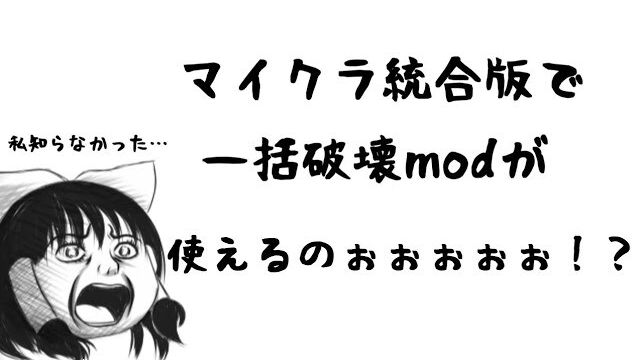 マイクラ統合版で
私知らなかった…
一括破壊modが
使えるのぉぉぉぉぉ！？